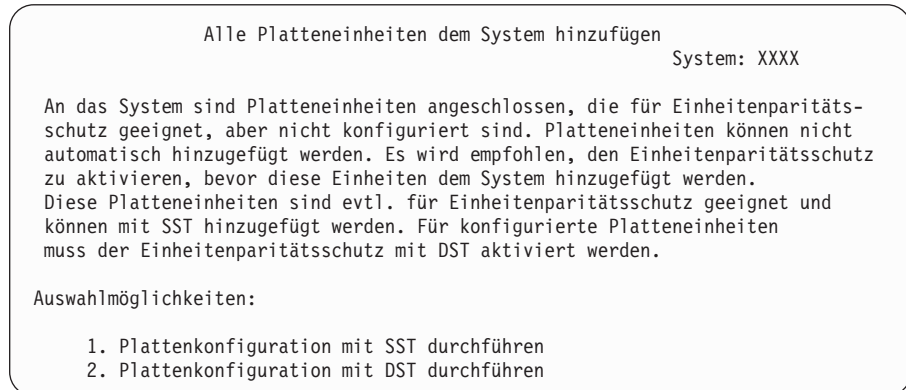 Alle Platteneinheiten dem System hinzufügen
System: XXXX
An das System sind Platteneinheiten angeschlossen, die für Einheitenparitäts-
schutz geeignet, aber nicht konfiguriert sind. Platteneinheiten können nicht
automatisch hinzugefügt werden. Es wird empfohlen, den Einheitenparitätsschutz
zu aktivieren, bevor diese Einheiten dem System hinzugefügt werden.
Diese Platteneinheiten sind evtl. für Einheitenparitätsschutz geeignet und
können mit SST hinzugefügt werden. Für konfigurierte Platteneinheiten
muss der Einheitenparitätsschutz mit DST aktiviert werden.
Auswahlmöglichkeiten:
1. Plattenkonfiguration mit SST durchführen
2. Plattenkonfiguration mit DST durchführen